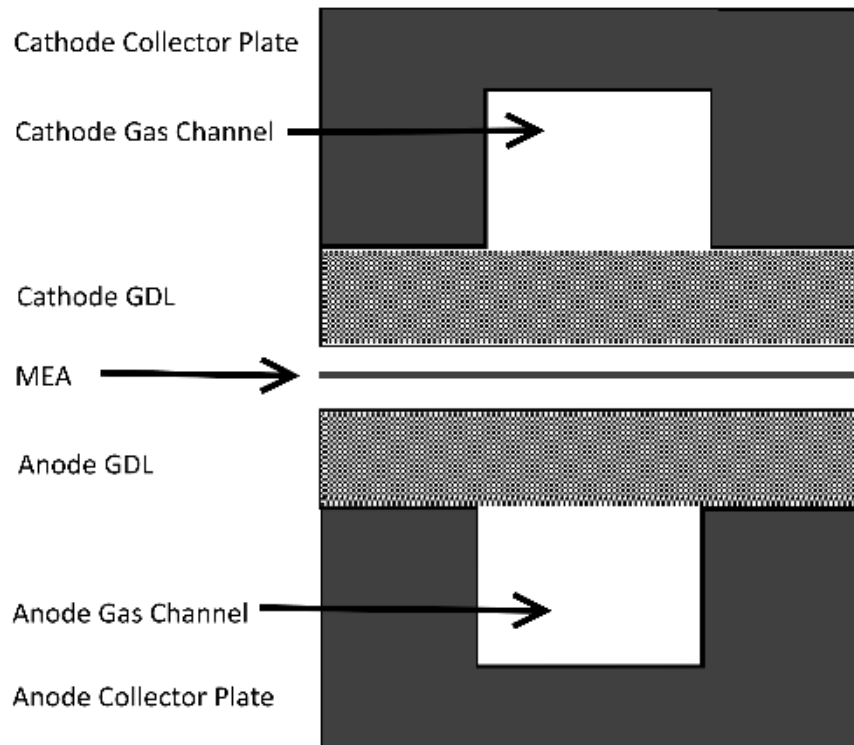 Cathode Collector Plate
Cathode Gas Channel
Cathode GDL
MEA
Anode GDL
Anode Gas Channel
Anode Collector Plate